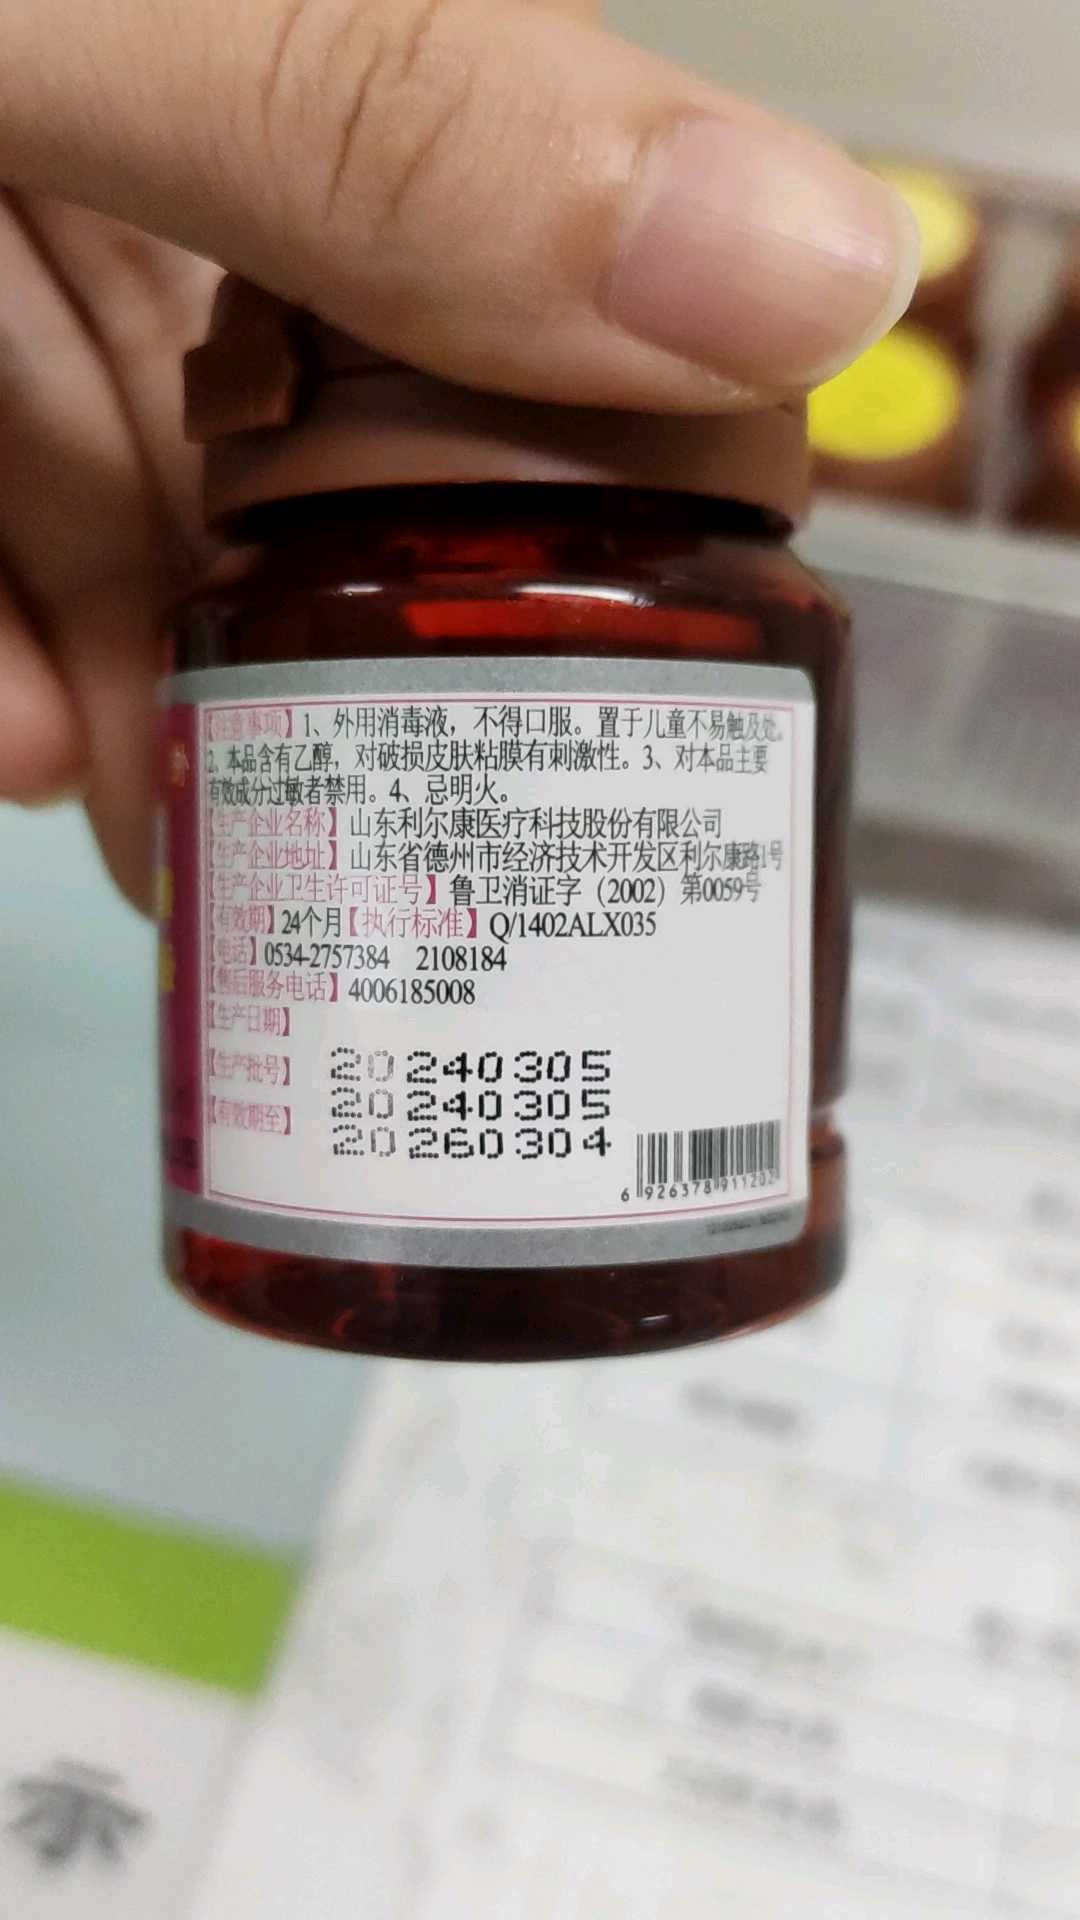 【注意事项】1、外用消毒液，不得口服。置于儿童不易触及处。
2、本品含有乙醇，对破损皮肤粘膜有刺激性。3、对本品主要
有效成分过敏者禁用。4、忌明火。
【生产企业名称】山东利尔康医疗科技股份有限公司
【生产企业地址】山东省德州市经济技术开发区利尔康路1号
【生产企业卫生许可证号】鲁卫消证字（2002）第0059号
【有效期】24个月【执行标准】Q/1402ALX035
【电话】0534-2757384 2108184
【售后服务电话】4006185008
【生产日期】
【生产批号】
【有效期至】
20240305
20240305
20260304
6 926378 911202
示